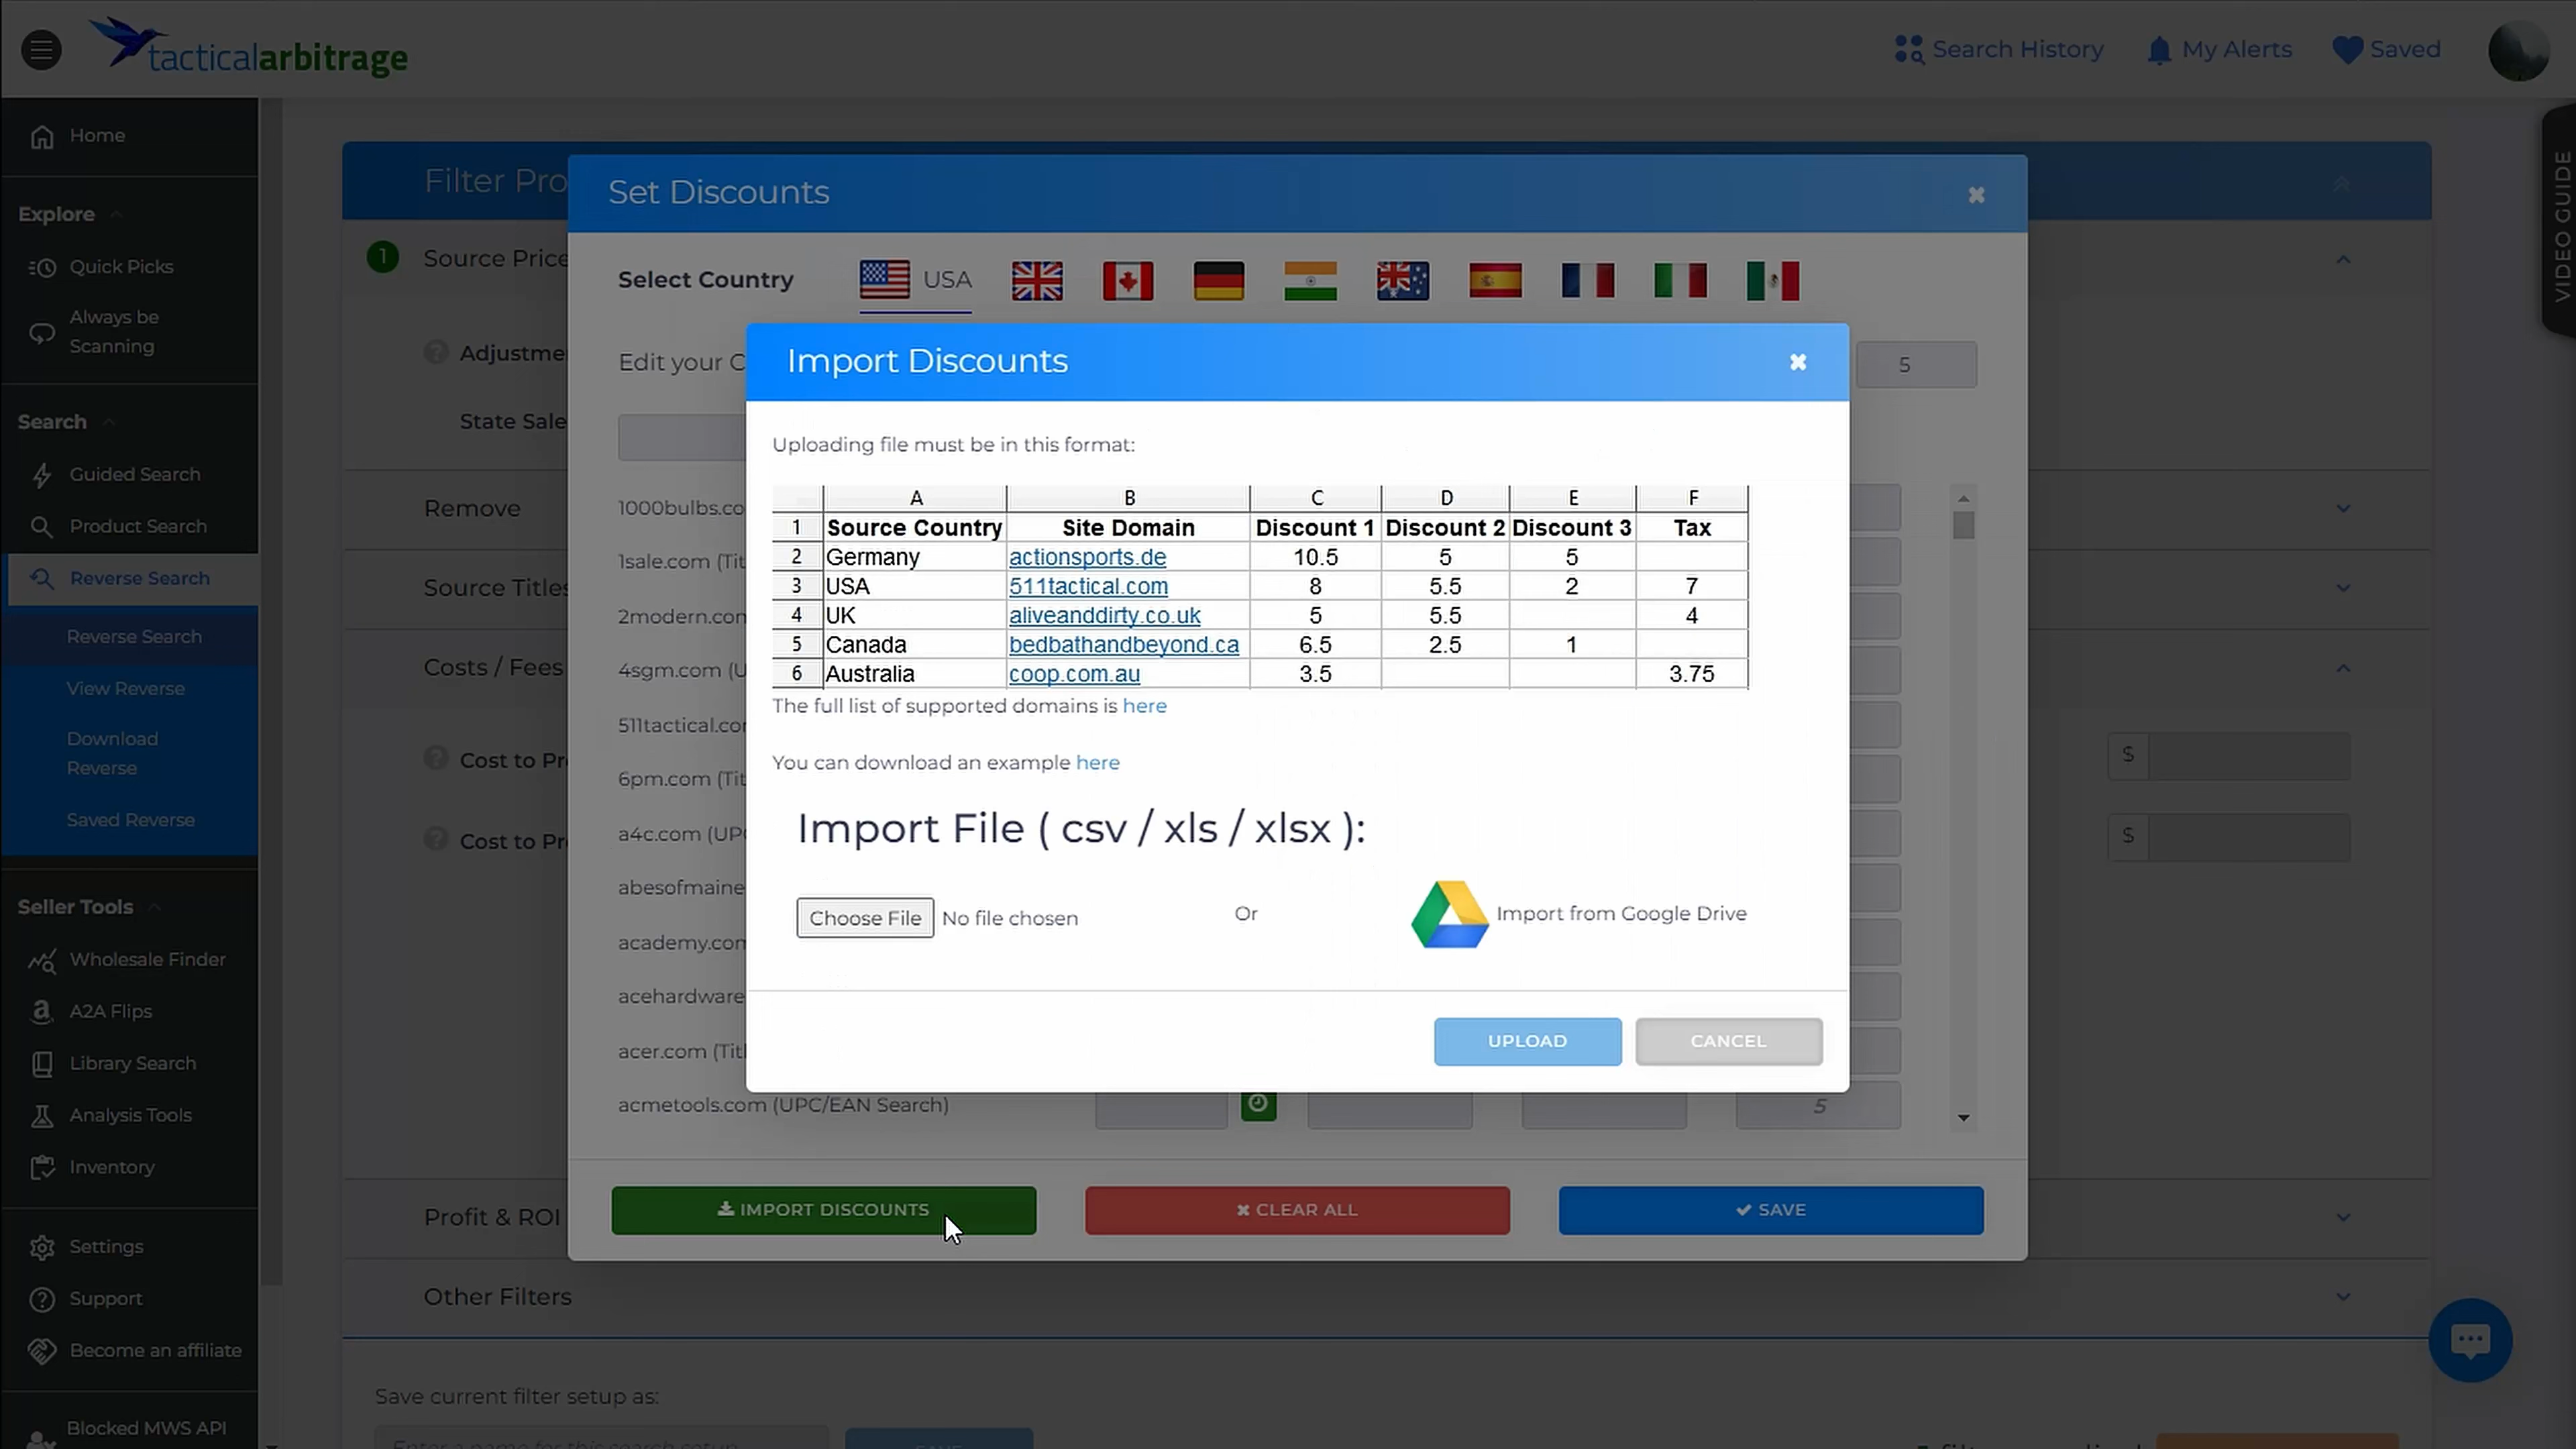 tacticalarbitrage
Search History
My Alerts
Saved
Home
Explore
Quick Picks
Always be
Scanning
Search
Guided Search
Product Search
Reverse Search
Reverse Search
View Reverse
Download
Reverse
Saved Reverse
Seller Tools
Wholesale Finder
A2A Flips
Library Search
Analysis Tools
Inventory
Settings
Support
Become an affiliate
Blocked MWS API
VIDEO GUIDE
Filter Pro
1 Source Price
Adjustme
State Sale
Remove
Source Titles
Costs / Fees
Cost to Pr
$
Cost to Pr
$
Profit & ROI
Other Filters
Save current filter setup as:
Enter a name for this search setup
SAVE
Set Discounts
Select Country USA
Edit your C
5
1000bulbs.co
1sale.com (Tit
2modern.com
4sgm.com (U
511tactical.cor
6pm.com (Tit
a4c.com (UPC
abesofmaine
academy.com
acehardware
acer.com (Titl
acmetools.com (UPC/EAN Search)
5
IMPORT DISCOUNTS
CLEAR ALL
SAVE
Import Discounts
Uploading file must be in this format:
A B C D E F
1 Source Country Site Domain Discount 1 Discount 2 Discount 3 Tax
2 Germany actionsports.de 10.5 5 5
3 USA 511tactical.com 8 5.5 2 7
4 UK aliveanddirty.co.uk 5 5.5 4
5 Canada bedbathandbeyond.ca 6.5 2.5 1
6 Australia coop.com.au 3.5 3.75
The full list of supported domains is here
You can download an example here
Import File ( csv / xls / xlsx ):
Choose File No file chosen
Or
Import from Google Drive
UPLOAD
CANCEL